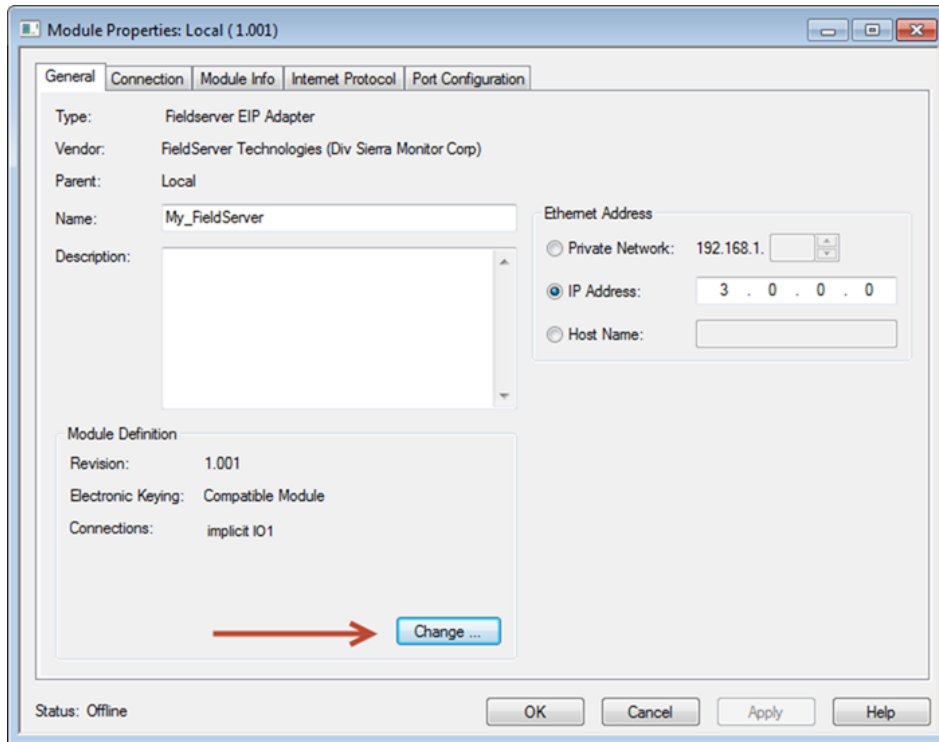 Module Properties: Local (1.001)
General Connection Module Info Internet Protocol Port Configuration
Type: Fieldserver EIP Adapter
Vendor: FieldServer Technologies (Div Sierra Monitor Corp)
Parent: Local
Name: My_FieldServer
Description:
Ethernet Address
Private Network: 192.168.1.
IP Address: 3 . 0 . 0 . 0
Host Name:
Module Definition
Revision: 1.001
Electronic Keying: Compatible Module
Connections: implicit IO1
Change ...
Status: Offline
OK Cancel Apply Help